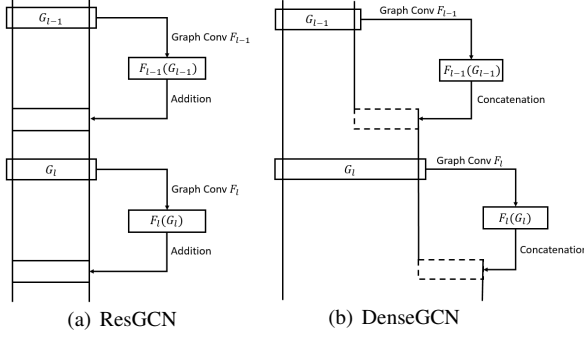 G_{l-1}
Graph Conv F_{l-1}
F_{l-1}(G_{l-1})
Addition
G_l
Graph Conv F_l
F_l(G_l)
Addition
(a) ResGCN
G_{l-1}
Graph Conv F_{l-1}
F_{l-1}(G_{l-1})
Concatenation
G_l
Graph Conv F_l
F_l(G_l)
Concatenation
(b) DenseGCN